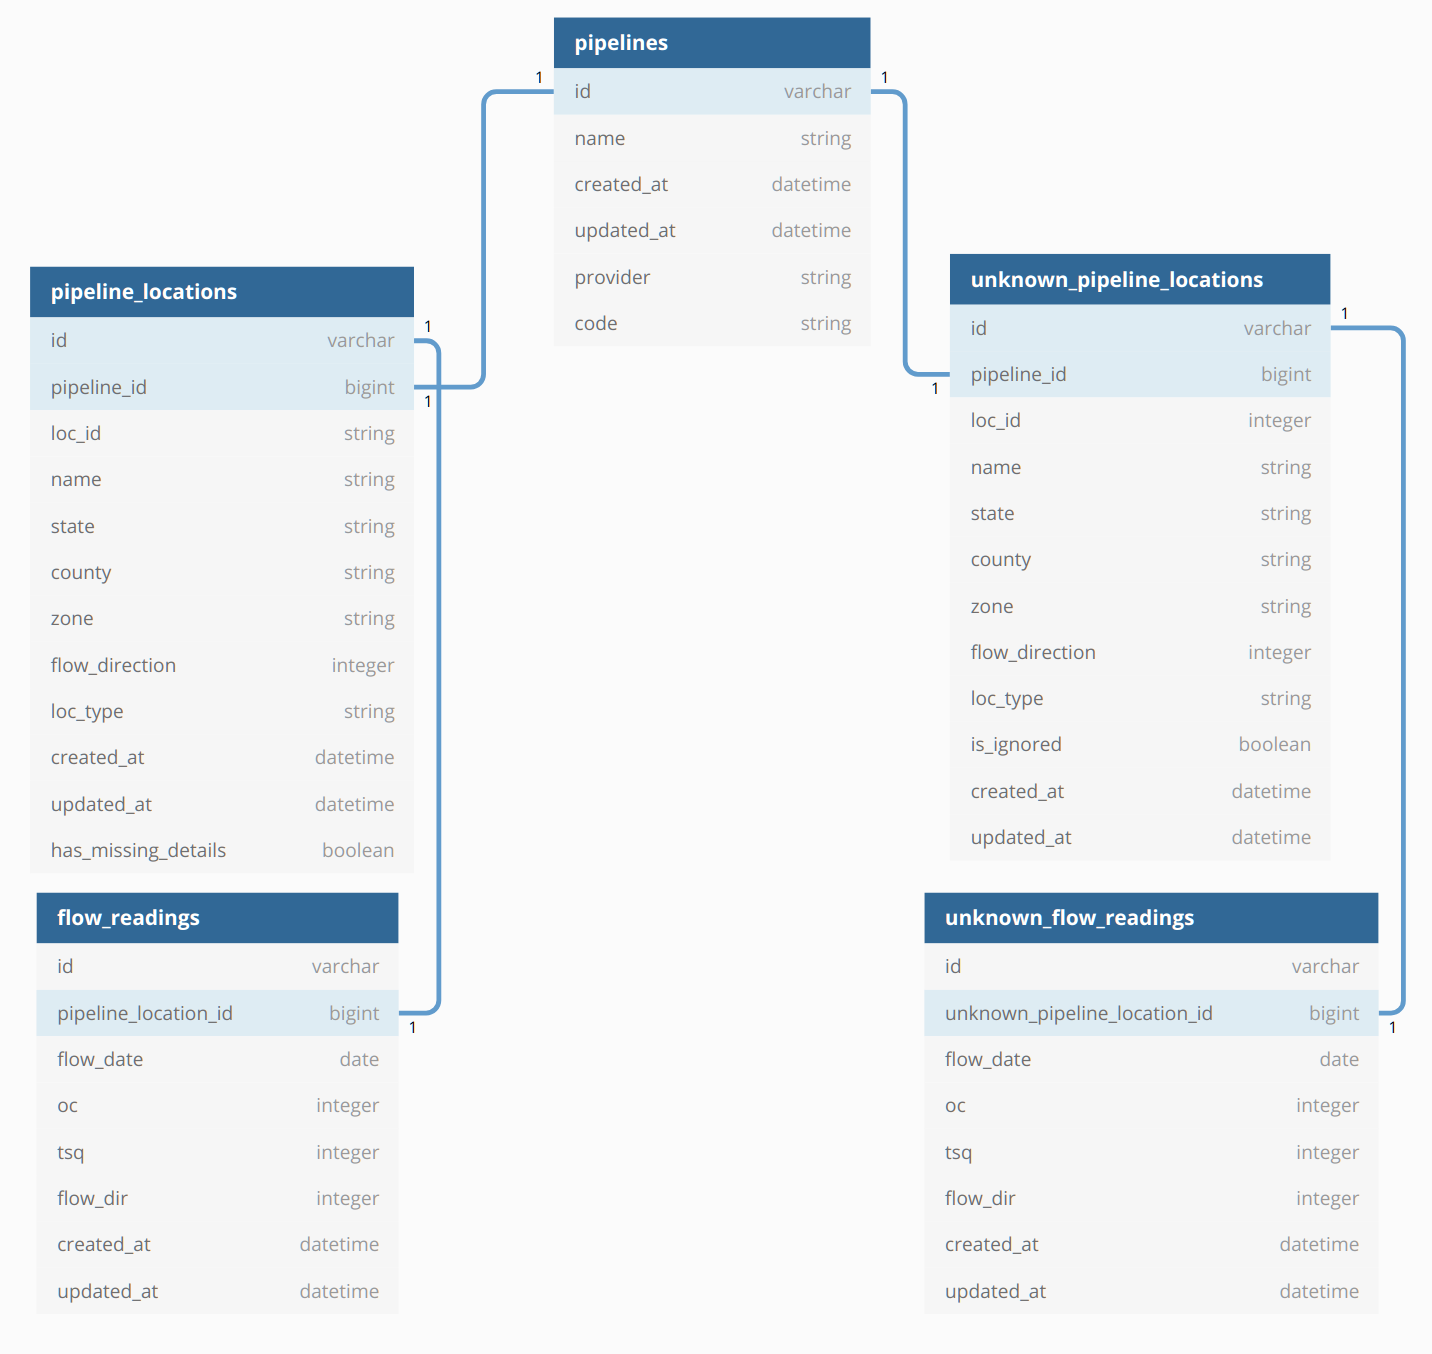 pipelines
1
1
id varchar
name string
created_at datetime
updated_at datetime
provider string
code string
pipeline_locations
1
id varchar
pipeline_id bigint
1
loc_id string
name string
state string
county string
zone string
flow_direction integer
loc_type string
created_at datetime
updated_at datetime
has_missing_details boolean
unknown_pipeline_locations
1
id varchar
pipeline_id bigint
1
loc_id integer
name string
state string
county string
zone string
flow_direction integer
loc_type string
is_ignored boolean
created_at datetime
updated_at datetime
flow_readings
id varchar
pipeline_location_id bigint
1
flow_date date
oc integer
tsq integer
flow_dir integer
created_at datetime
updated_at datetime
unknown_flow_readings
id varchar
unknown_pipeline_location_id bigint
1
flow_date date
oc integer
tsq integer
flow_dir integer
created_at datetime
updated_at datetime